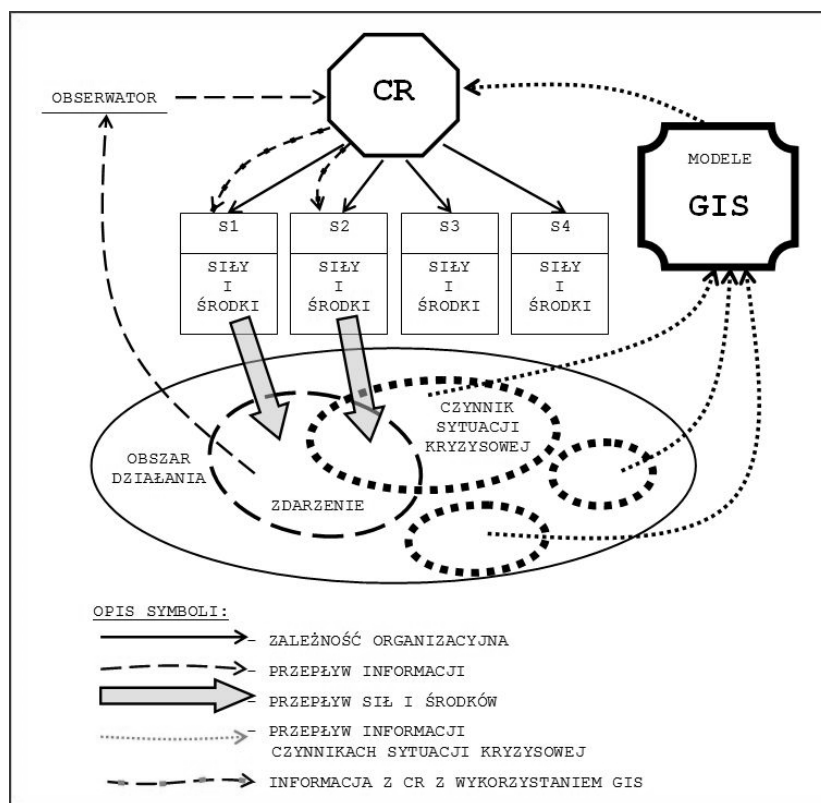 CR
OBSERWATOR
MODELE
GIS
S1
S2
S3
S4
SIŁY
I
ŚRODKI
SIŁY
I
ŚRODKI
SIŁY
I
ŚRODKI
SIŁY
I
ŚRODKI
CZYNNIK
SYTUACJI
KRYZYSOWEJ
OBSZAR
DZIAŁANIA
ZDARZENIE
OPIS SYMBOLI:
- ZALEŻNOŚĆ ORGANIZACYJNA
- PRZEPŁYW INFORMACJI
- PRZEPŁYW SIŁ I ŚRODKÓW
- PRZEPŁYW INFORMACJI
CZYNNIKACH SYTUACJI KRYZYSOWEJ
- INFORMACJA Z CR Z WYKORZYSTANIEM GIS